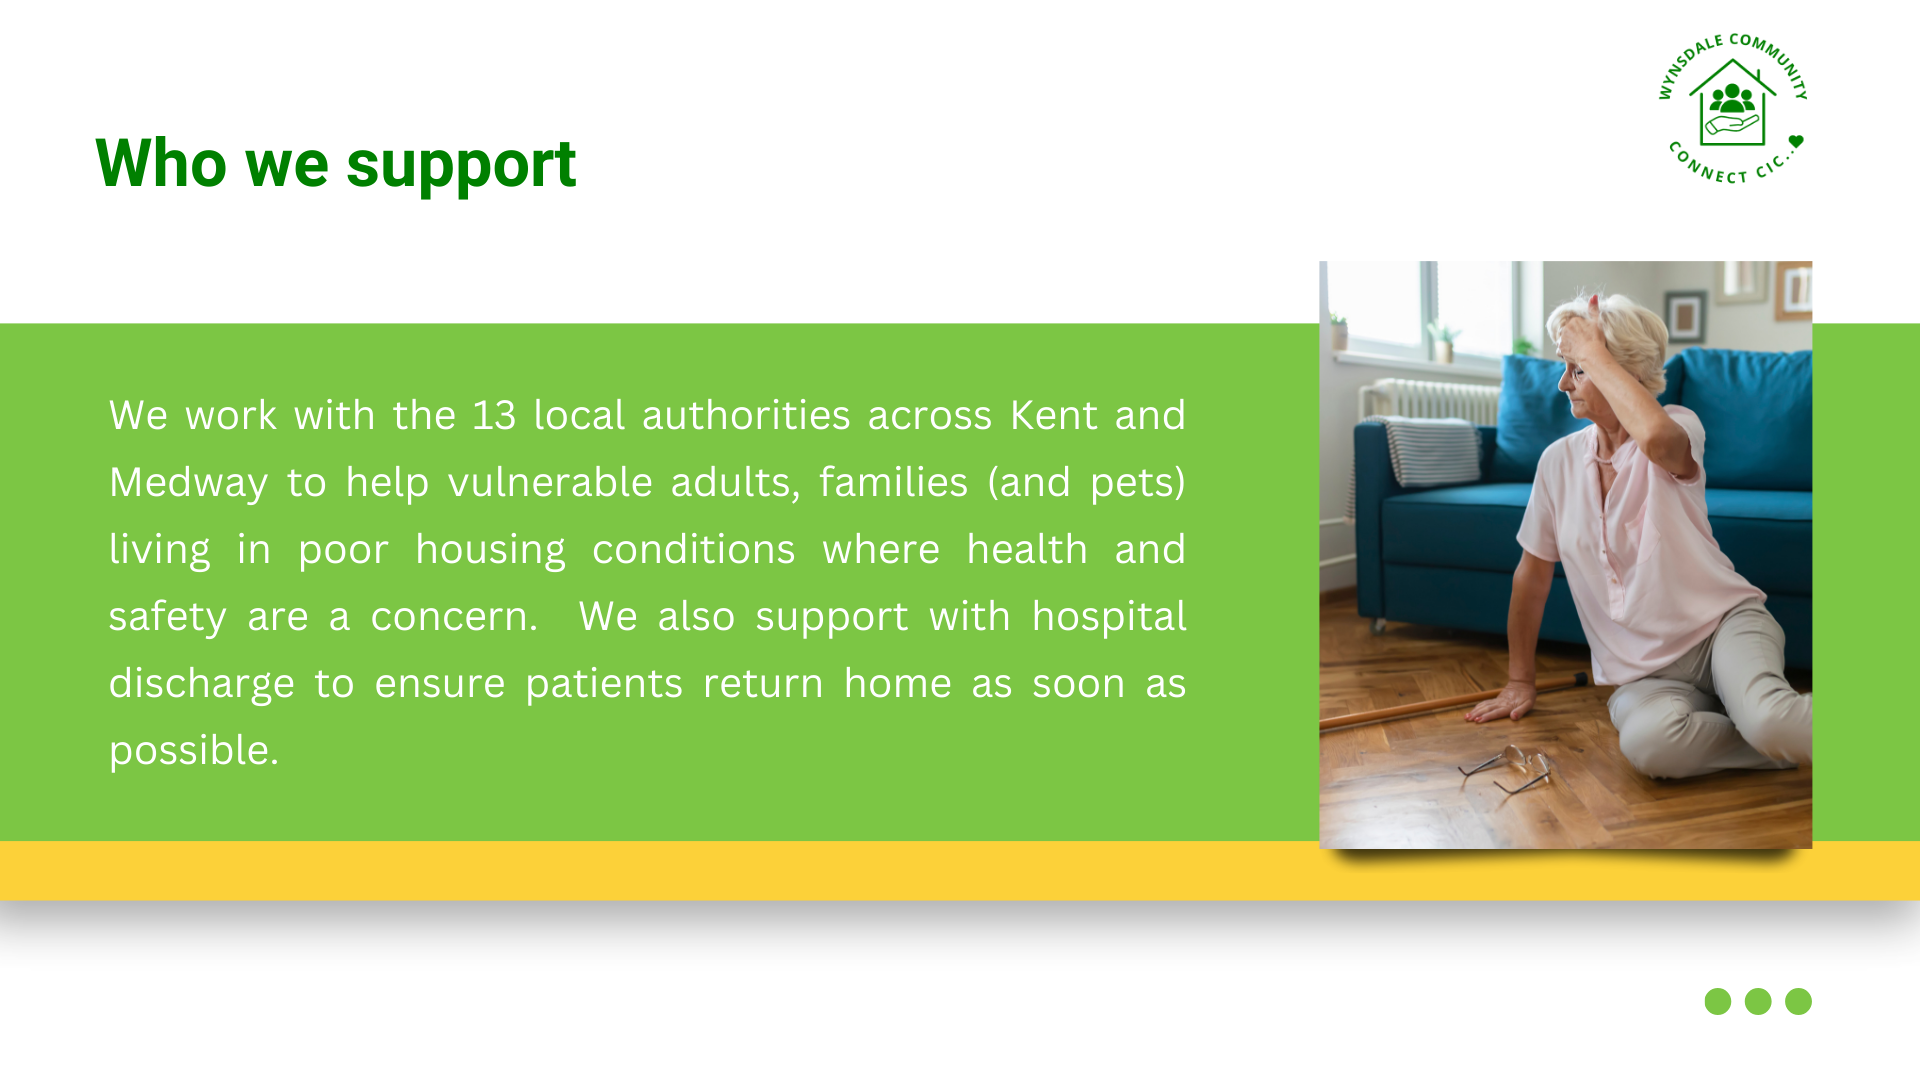 WYNSDALE COMMUNITY
CONNECT CIC..
Who we support
We work with the 13 local authorities across Kent and
Medway to help vulnerable adults, families (and pets)
living in poor housing conditions where health and
safety are a concern.  We also support with hospital
discharge to ensure patients return home as soon as
possible.